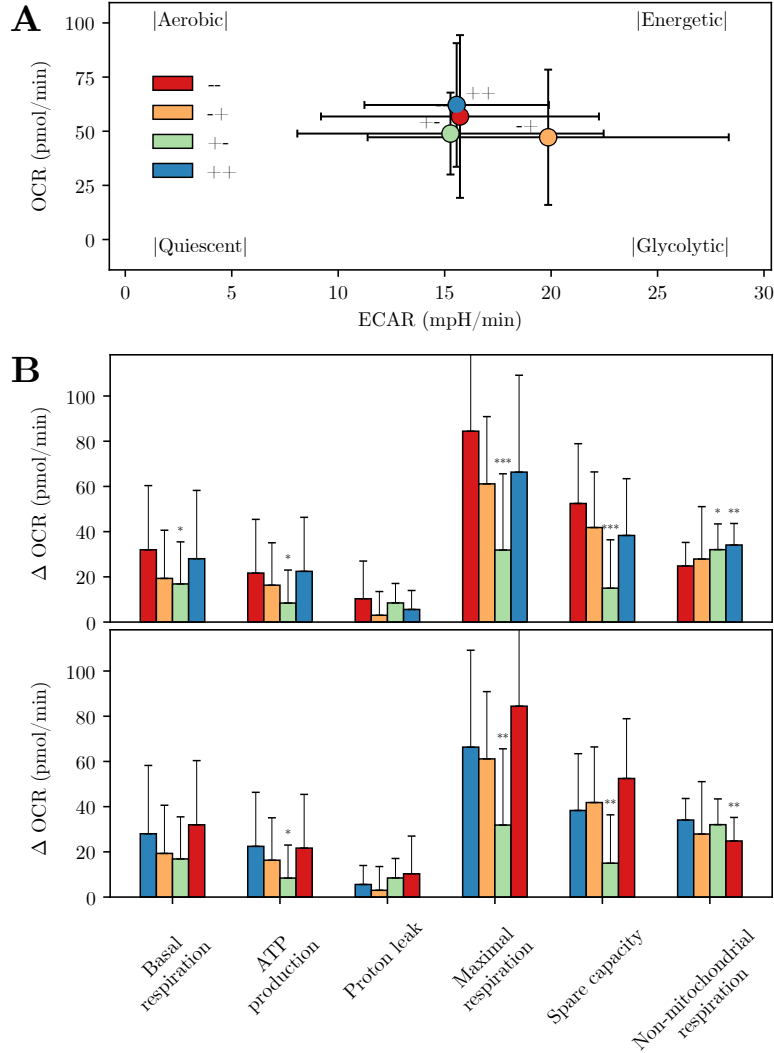 A
|Aerobic| |Energetic|
100
75
50
25
0
OCR (pmol/min)
--
-+
+-
++
++
+-
-+
|Quiescent| |Glycolytic|
0 5 10 15 20 25 30
ECAR (mpH/min)
B
100
80
60
40
20
0
Δ OCR (pmol/min)
* * *** *** * **
100
80
60
40
20
0
Δ OCR (pmol/min)
* ** ** **
Basal
respiration
ATP
production
Proton leak
Maximal
respiration
Spare capacity
Non-mitochondrial
respiration